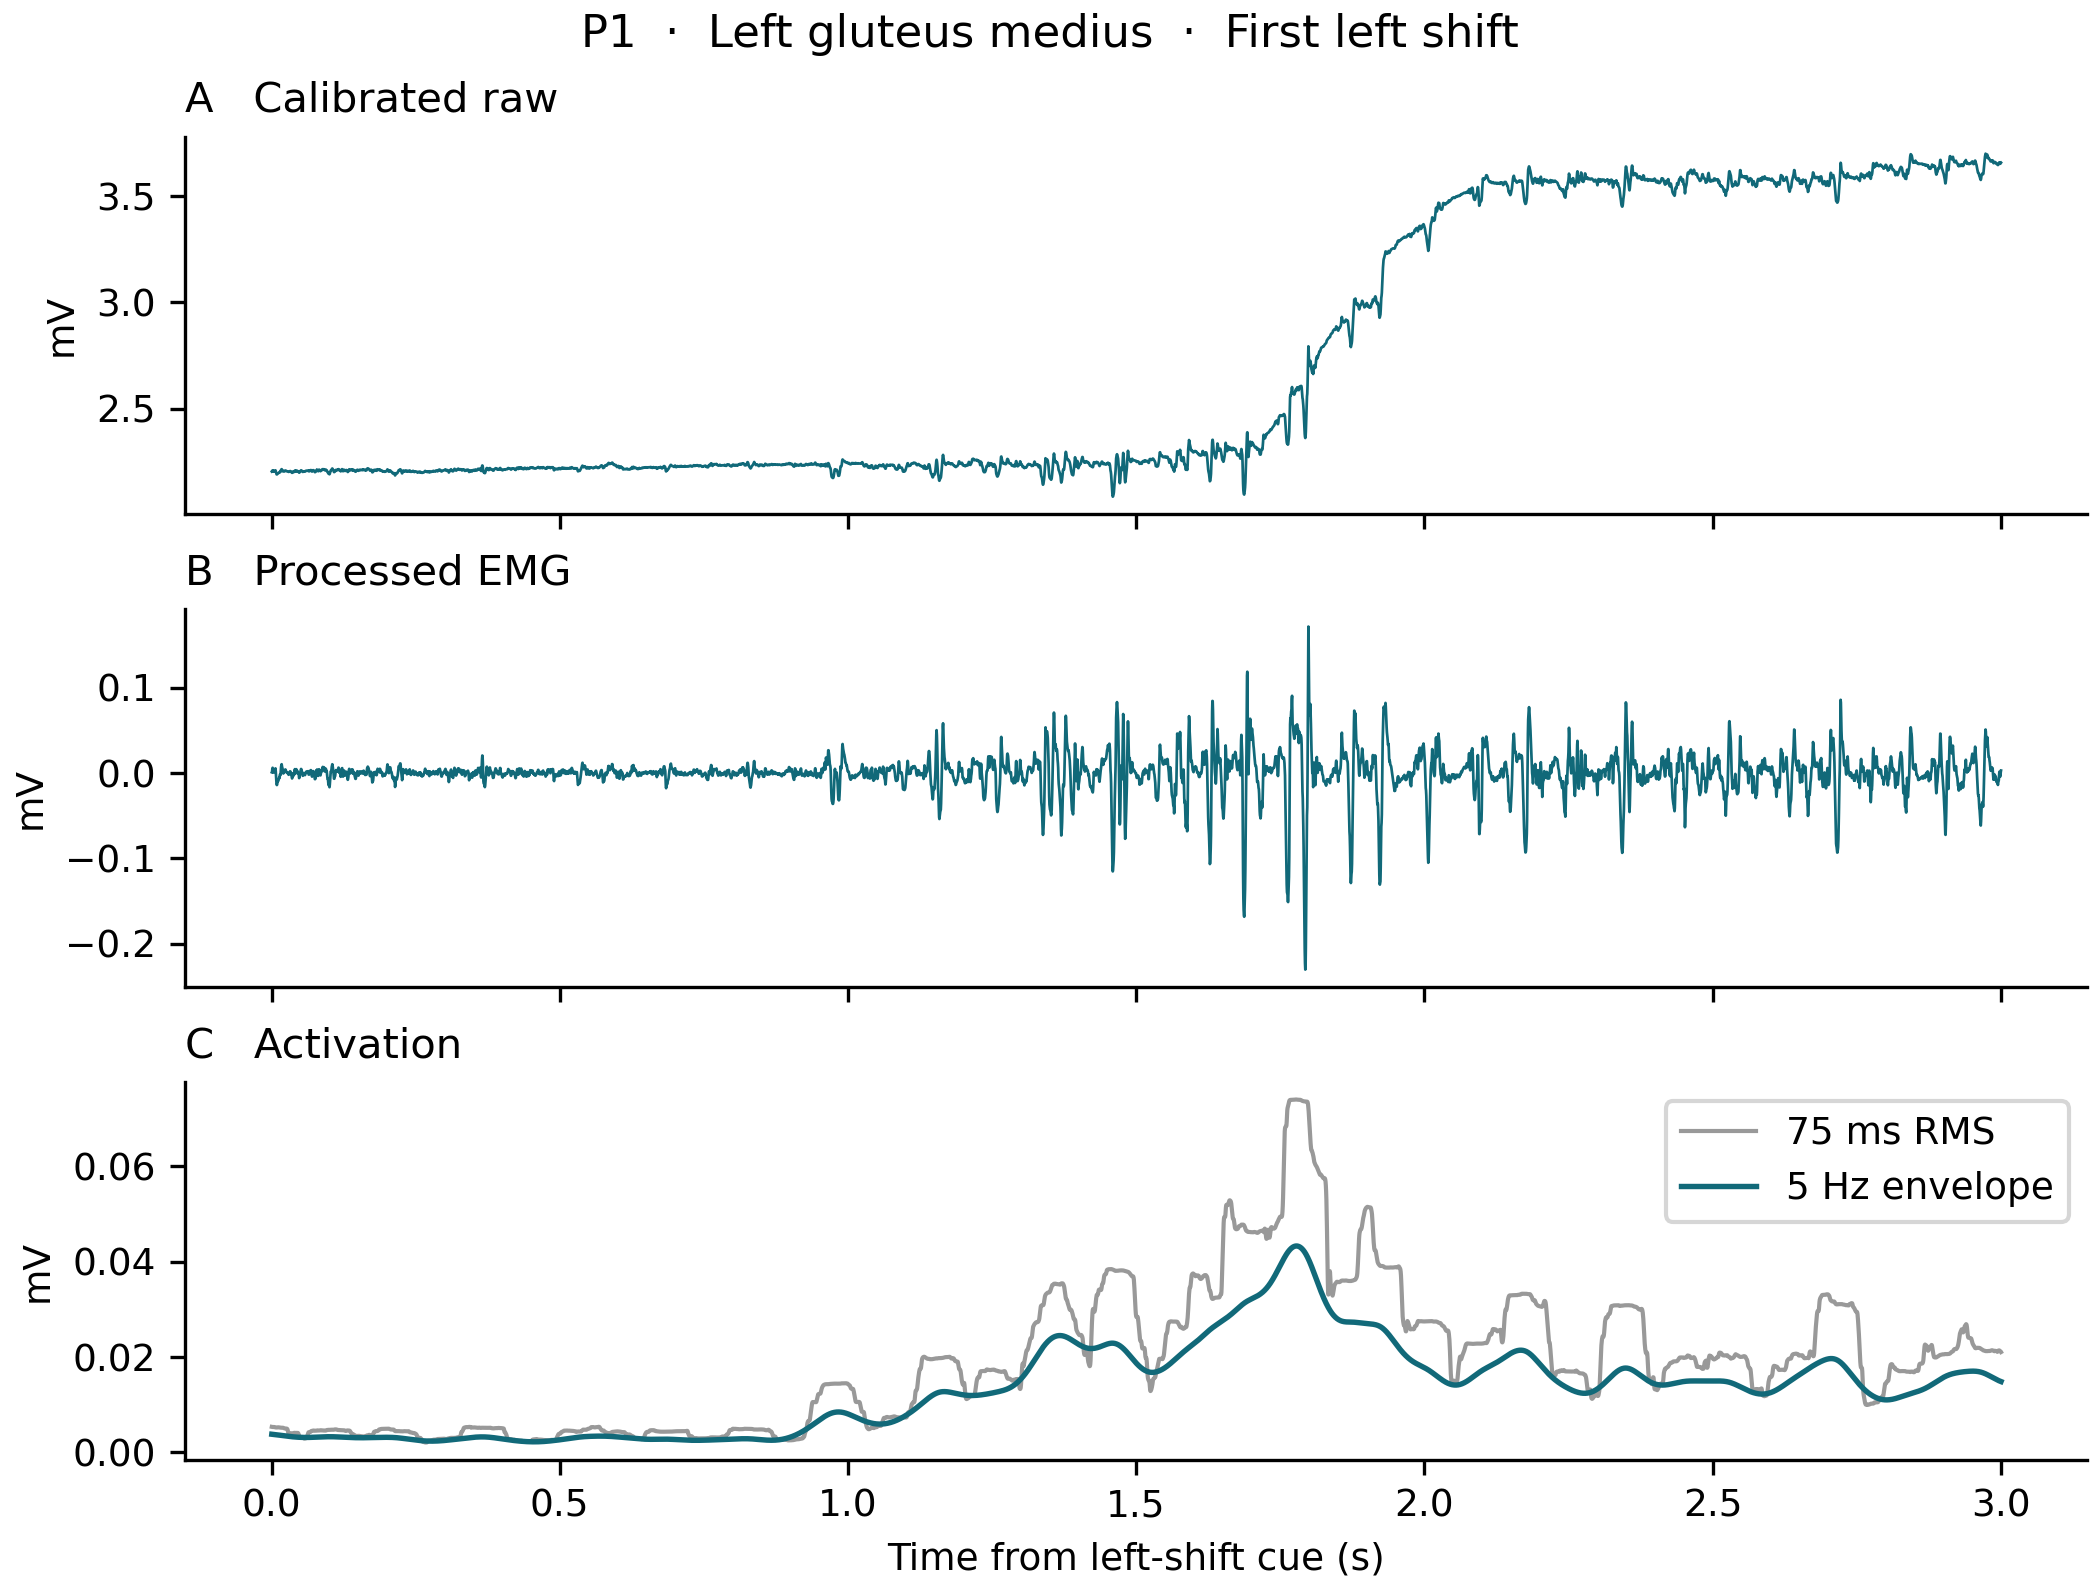 P1 · Left gluteus medius · First left shift
A Calibrated raw
3.5
3.0
2.5
mV
B Processed EMG
0.1
0.0
−0.1
−0.2
mV
C Activation
75 ms RMS
5 Hz envelope
0.06
0.04
0.02
0.00
mV
0.0 0.5 1.0 1.5 2.0 2.5 3.0
Time from left-shift cue (s)